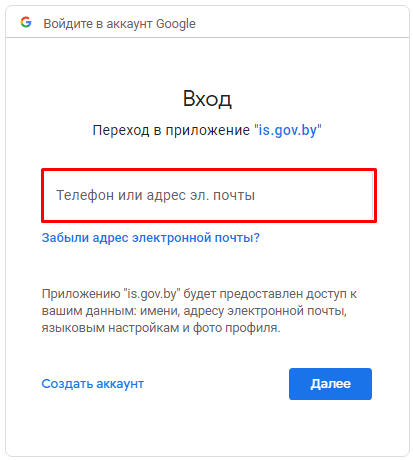 Войдите в аккаунт Google
Вход
Переход в приложение "is.gov.by"
Телефон или адрес эл. почты
Забыли адрес электронной почты?
Приложению "is.gov.by" будет предоставлен доступ к
вашим данным: имени, адресу электронной почты,
языковым настройкам и фото профиля.
Создать аккаунт
Далее